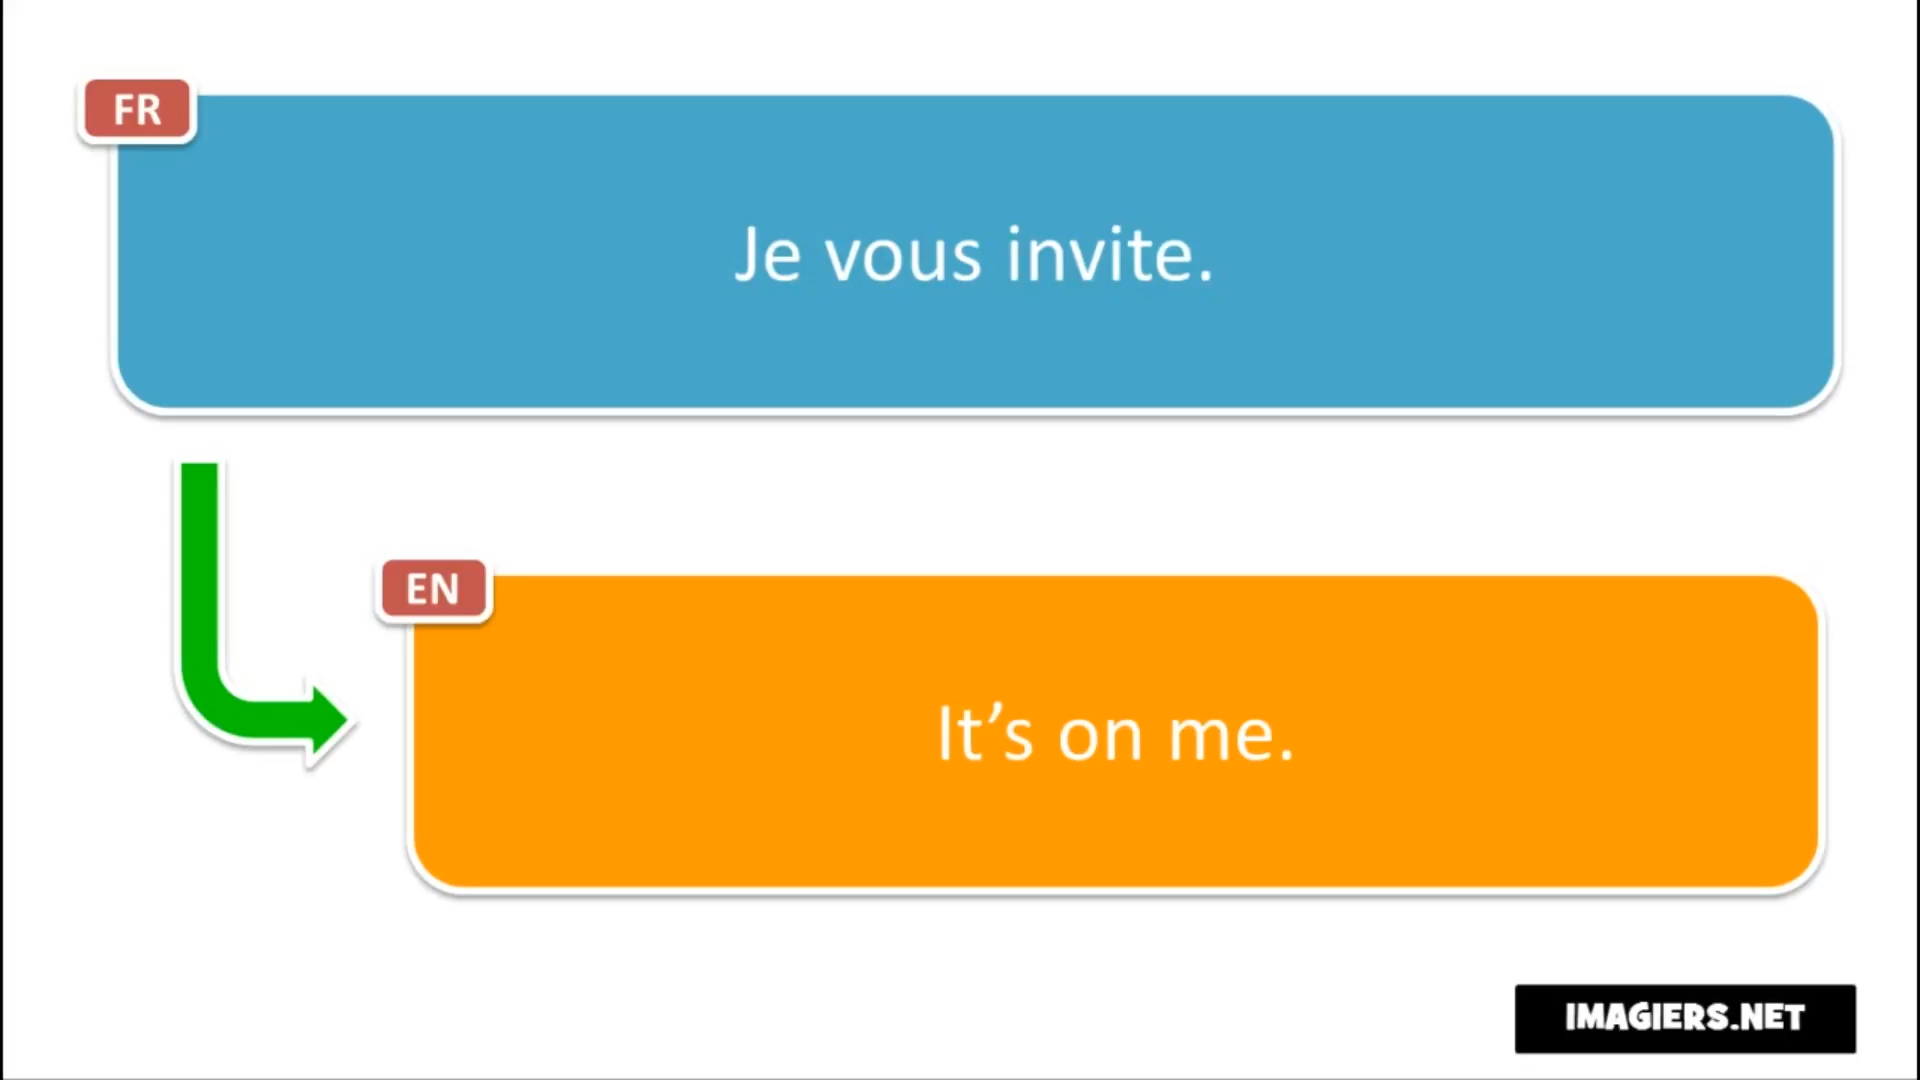 FR
Je vous invite.
EN
It’s on me.
IMAGIERS.NET